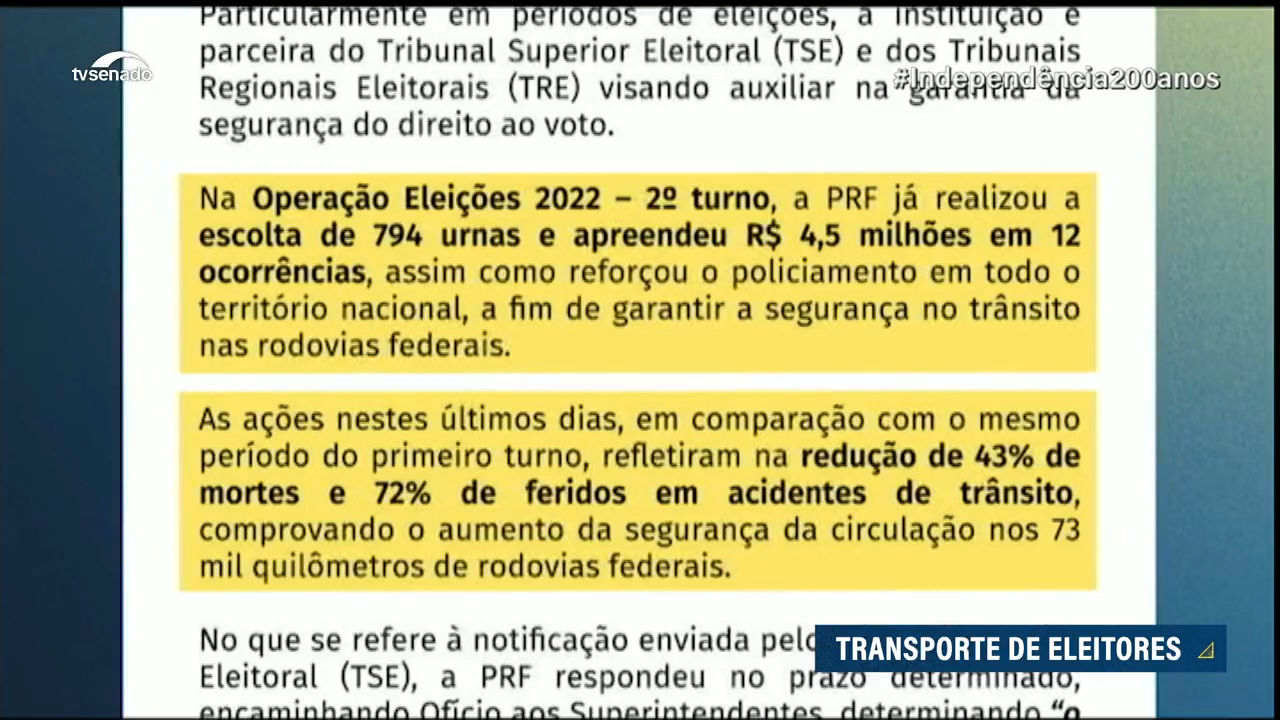 Particularmente em períodos de eleições, a instituição é
parceira do Tribunal Superior Eleitoral (TSE) e dos Tribunais
Regionais Eleitorais (TRE) visando auxiliar na garantia da
segurança do direito ao voto.
tvsenado
#Independência200anos
Na Operação Eleições 2022 – 2º turno, a PRF já realizou a
escolta de 794 urnas e apreendeu R$ 4,5 milhões em 12
ocorrências, assim como reforçou o policiamento em todo o
território nacional, a fim de garantir a segurança no trânsito
nas rodovias federais.
As ações nestes últimos dias, em comparação com o mesmo
período do primeiro turno, refletiram na redução de 43% de
mortes e 72% de feridos em acidentes de trânsito,
comprovando o aumento da segurança da circulação nos 73
mil quilômetros de rodovias federais.
No que se refere à notificação enviada pelo
Eleitoral (TSE), a PRF respondeu no prazo determinado,
encaminhando Ofício aos Superintendentes, determinando “o
TRANSPORTE DE ELEITORES